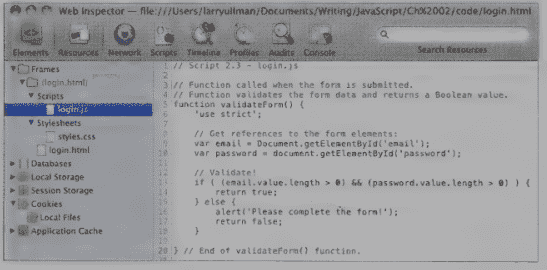 Web Inspector — file:///Users/larryullman/Documents/Writing/JavaScript/Ch%2002/code/login.html
Elements Resources Network Scripts Timeline Profiles Audits Console Search Resources
Frames
(login.html)
Scripts
login.js
Stylesheets
styles.css
login.html
Databases
Local Storage
Session Storage
Cookies
Local Files
Application Cache
1 // Script 2.3 - login.js
2
3 // Function called when the form is submitted.
4 // Function validates the form data and returns a Boolean value.
5 function validateForm() {
6 'use strict';
7
8 // Get references to the form elements:
9 var email = Document.getElementById('email');
10 var password = document.getElementById('password');
11
12 // Validate!
13 if ( (email.value.length > 0) && (password.value.length > 0) ) {
14 return true;
15 } else {
16 alert('Please complete the form!');
17 return false;
18 }
19
20 } // End of validateForm() function.